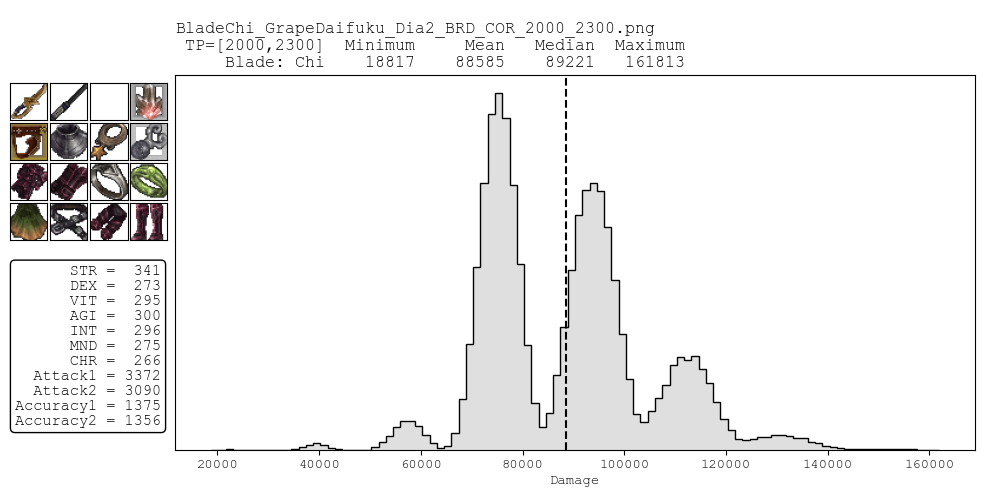 BladeChi_GrapeDaifuku_Dia2_BRD_COR_2000_2300.png
TP=[2000,2300] Minimum Mean Median Maximum
Blade: Chi 18817 88585 89221 161813
STR = 341
DEX = 273
VIT = 295
AGI = 300
INT = 296
MND = 275
CHR = 266
Attack1 = 3372
Attack2 = 3090
Accuracy1 = 1375
Accuracy2 = 1356
20000 40000 60000 80000 100000 120000 140000 160000
Damage